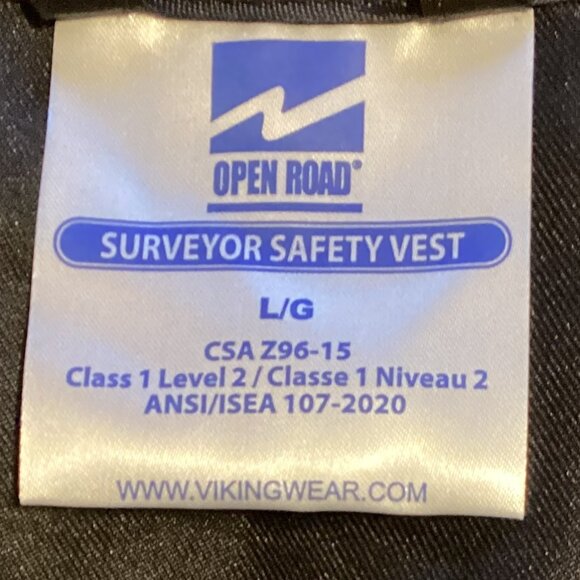 OPEN ROAD®
SURVEYOR SAFETY VEST
L/G
CSA Z96-15
Class 1 Level 2 / Classe 1 Niveau 2
ANSI/ISEA 107-2020
WWW.VIKINGWEAR.COM